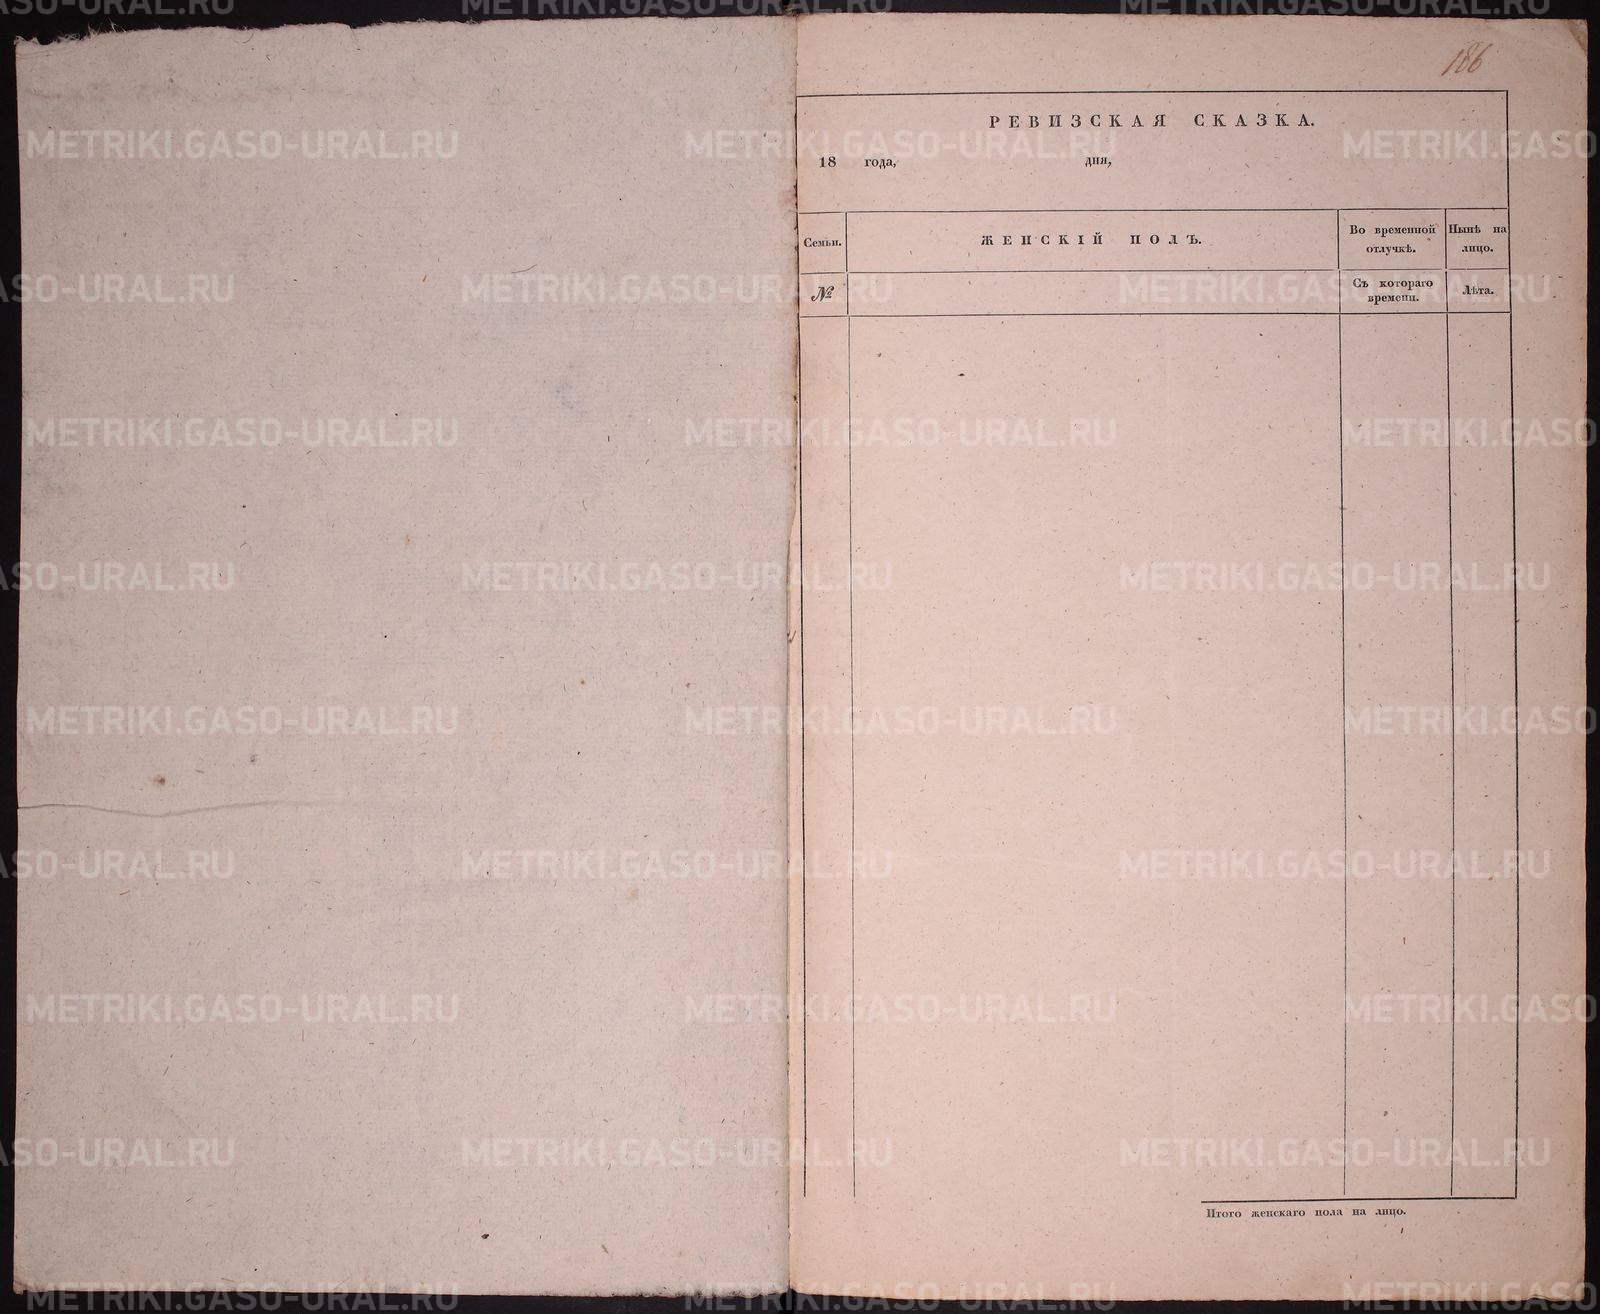 186
РЕВИЗСКАЯ СКАЗКА.
18 года, дня,
Семьи. ЖЕНСКІЙ ПОЛЪ. Во временной отлучкѣ. Нынѣ на лицо.
№ Съ котораго времени. Лѣта.
Итого женскаго пола на лицо.
METRIKI.GASO-URAL.RU